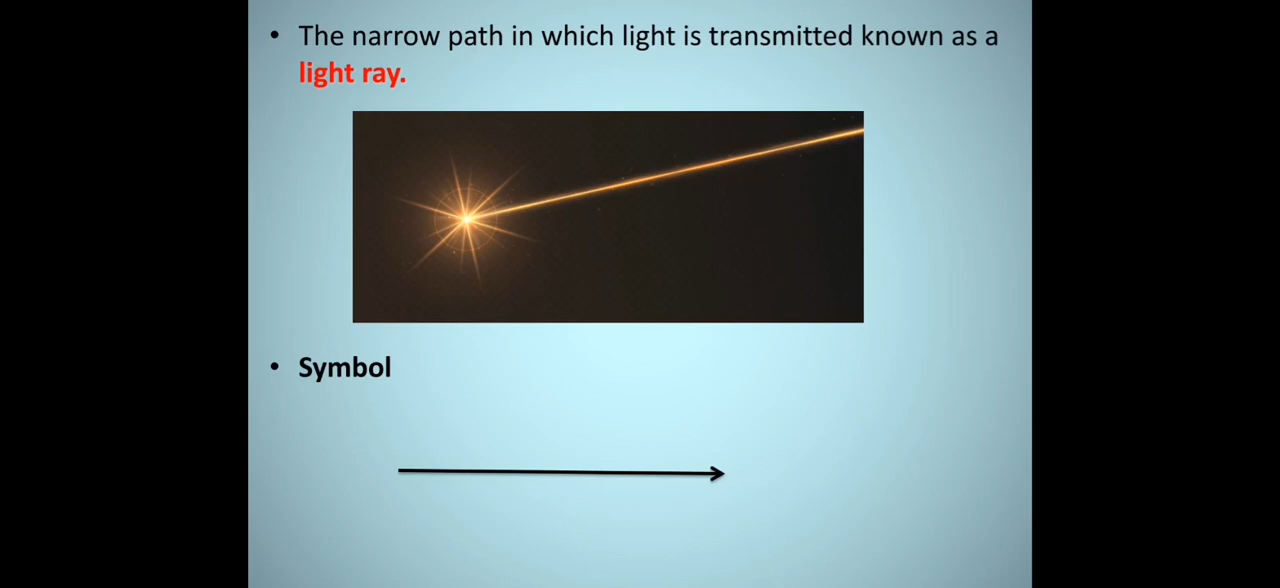 • The narrow path in which light is transmitted known as a
light ray.
• Symbol